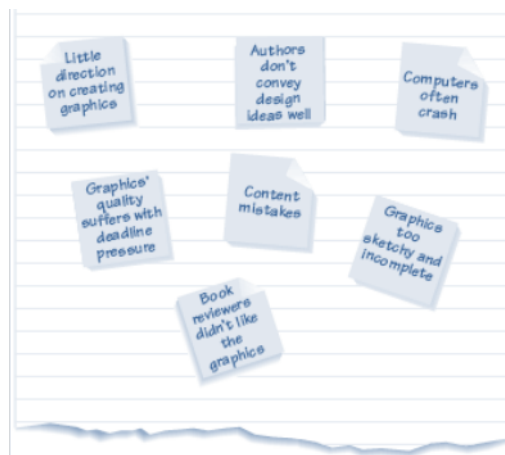 Little
direction
on creating
graphics
Authors
don't
convey
design
ideas well
Computers
often
crash
Graphics'
quality
suffers with
deadline
pressure
Content
mistakes
Graphics
too
sketchy and
incomplete
Book
reviewers
didn't like
the
graphics